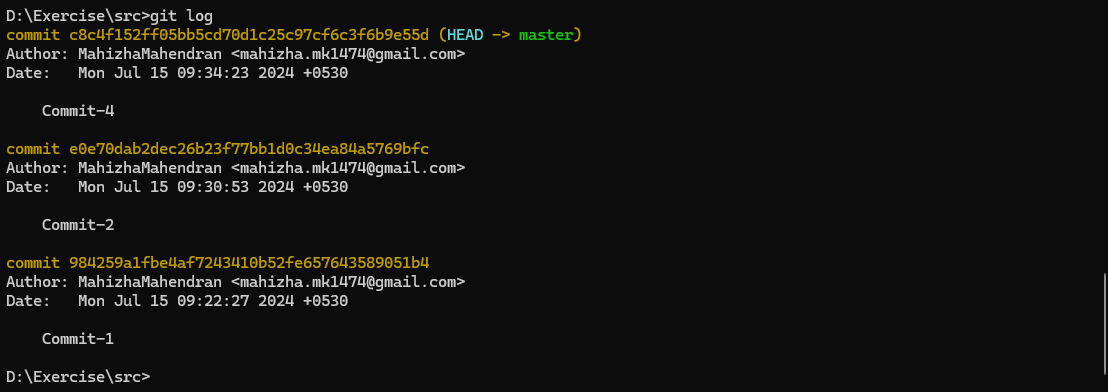 D:\Exercise\src>git log
commit c8c4f152ff05bb5cd70d1c25c97cf6c3f6b9e55d (HEAD -> master)
Author: MahizhaMahendran <mahizha.mk1474@gmail.com>
Date:   Mon Jul 15 09:34:23 2024 +0530
    Commit-4
commit e0e70dab2dec26b23f77bb1d0c34ea84a5769bfc
Author: MahizhaMahendran <mahizha.mk1474@gmail.com>
Date:   Mon Jul 15 09:30:53 2024 +0530
    Commit-2
commit 984259a1fbe4af7243410b52fe657643589051b4
Author: MahizhaMahendran <mahizha.mk1474@gmail.com>
Date:   Mon Jul 15 09:22:27 2024 +0530
    Commit-1
D:\Exercise\src>